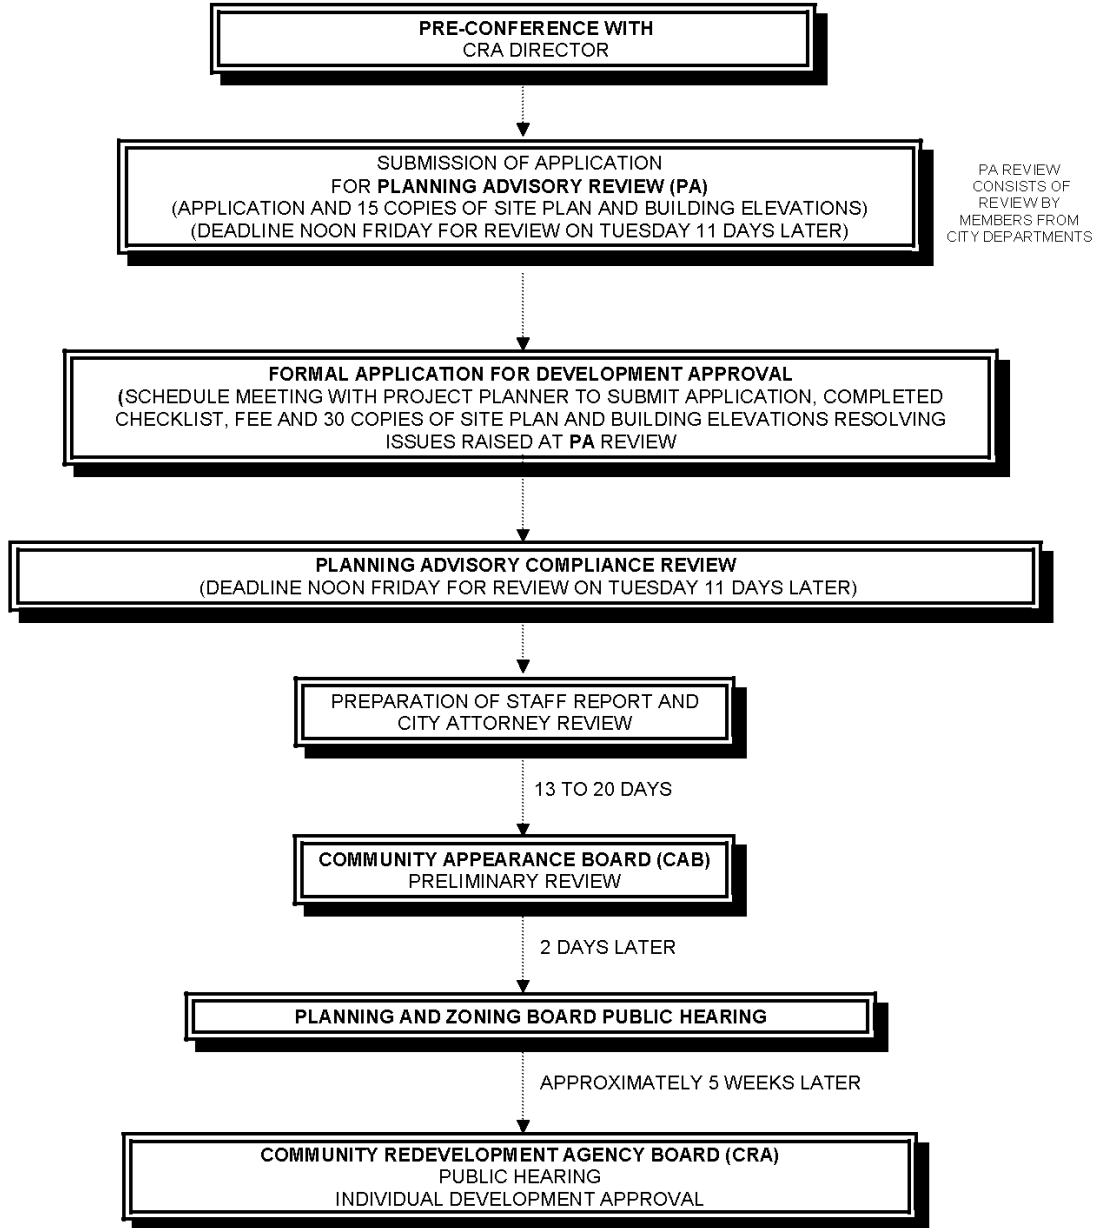 PRE-CONFERENCE WITH
CRA DIRECTOR
SUBMISSION OF APPLICATION
FOR PLANNING ADVISORY REVIEW (PA)
(APPLICATION AND 15 COPIES OF SITE PLAN AND BUILDING ELEVATIONS)
(DEADLINE NOON FRIDAY FOR REVIEW ON TUESDAY 11 DAYS LATER)
PA REVIEW
CONSISTS OF
REVIEW BY
MEMBERS FROM
CITY DEPARTMENTS
FORMAL APPLICATION FOR DEVELOPMENT APPROVAL
(SCHEDULE MEETING WITH PROJECT PLANNER TO SUBMIT APPLICATION, COMPLETED
CHECKLIST, FEE AND 30 COPIES OF SITE PLAN AND BUILDING ELEVATIONS RESOLVING
ISSUES RAISED AT PA REVIEW
PLANNING ADVISORY COMPLIANCE REVIEW
(DEADLINE NOON FRIDAY FOR REVIEW ON TUESDAY 11 DAYS LATER)
PREPARATION OF STAFF REPORT AND
CITY ATTORNEY REVIEW
13 TO 20 DAYS
COMMUNITY APPEARANCE BOARD (CAB)
PRELIMINARY REVIEW
2 DAYS LATER
PLANNING AND ZONING BOARD PUBLIC HEARING
APPROXIMATELY 5 WEEKS LATER
COMMUNITY REDEVELOPMENT AGENCY BOARD (CRA)
PUBLIC HEARING
INDIVIDUAL DEVELOPMENT APPROVAL